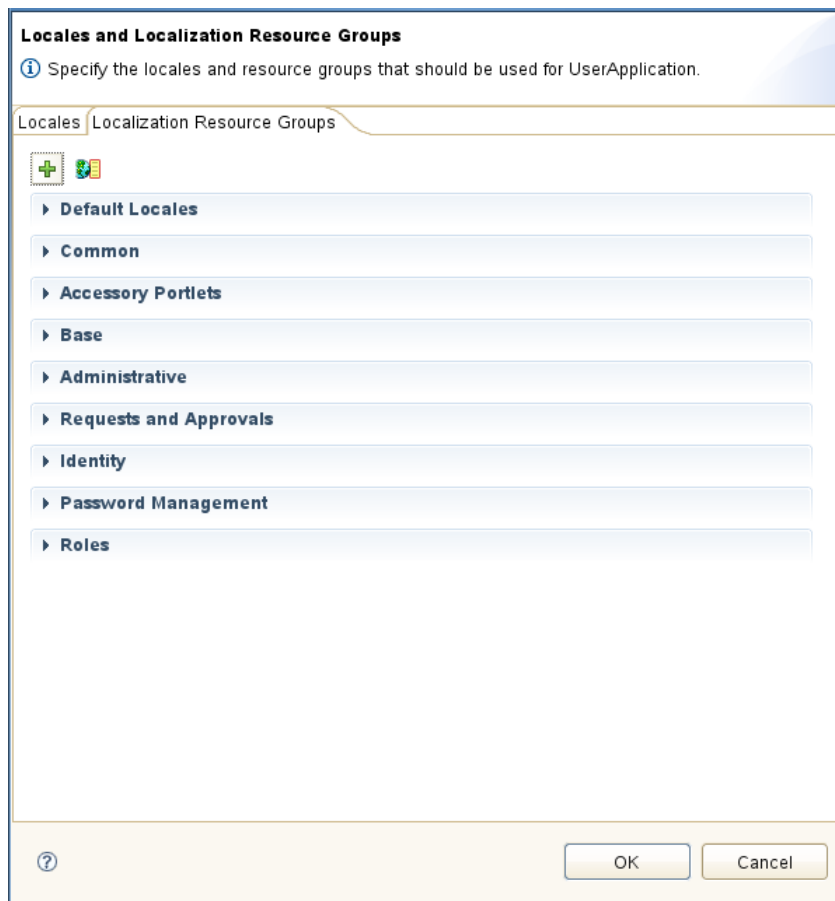 Locales and Localization Resource Groups
Specify the locales and resource groups that should be used for UserApplication.
Locales Localization Resource Groups
Default Locales
Common
Accessory Portlets
Base
Administrative
Requests and Approvals
Identity
Password Management
Roles
OK Cancel